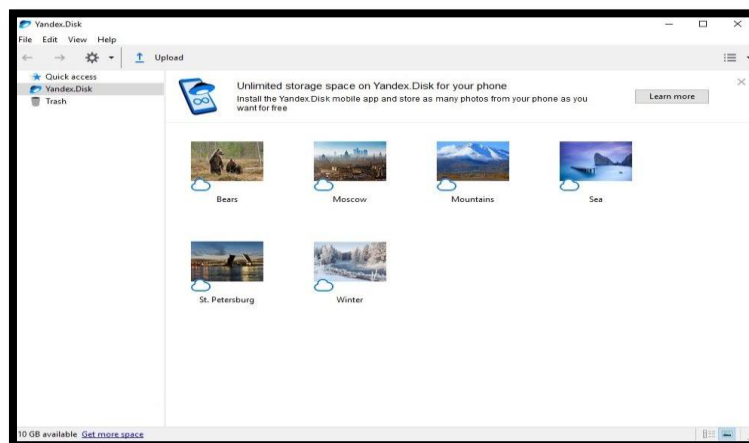 Yandex.Disk
File Edit View Help
Upload
Quick access
Yandex.Disk
Trash
Unlimited storage space on Yandex.Disk for your phone
Install the Yandex.Disk mobile app and store as many photos from your phone as you
want for free
Learn more
Bears Moscow Mountains Sea
St. Petersburg Winter
10 GB available Get more space